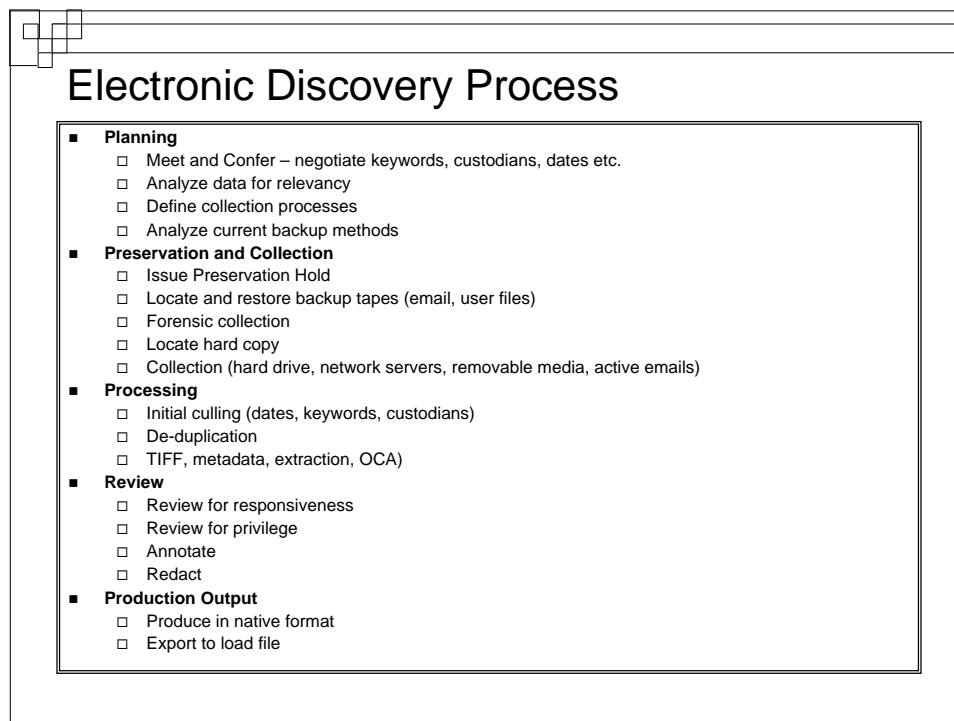 Electronic Discovery Process
Planning
Meet and Confer – negotiate keywords, custodians, dates etc.
Analyze data for relevancy
Define collection processes
Analyze current backup methods
Preservation and Collection
Issue Preservation Hold
Locate and restore backup tapes (email, user files)
Forensic collection
Locate hard copy
Collection (hard drive, network servers, removable media, active emails)
Processing
Initial culling (dates, keywords, custodians)
De-duplication
TIFF, metadata, extraction, OCA)
Review
Review for responsiveness
Review for privilege
Annotate
Redact
Production Output
Produce in native format
Export to load file